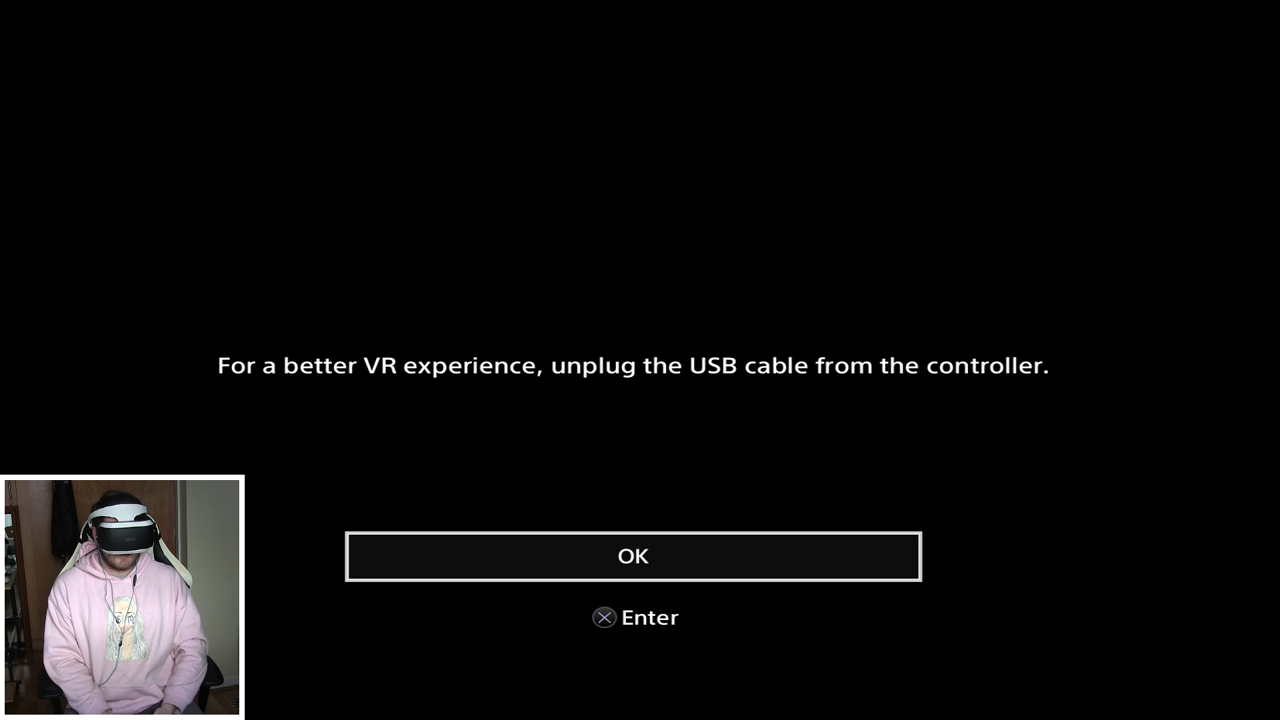 For a better VR experience, unplug the USB cable from the controller.
OK
Enter